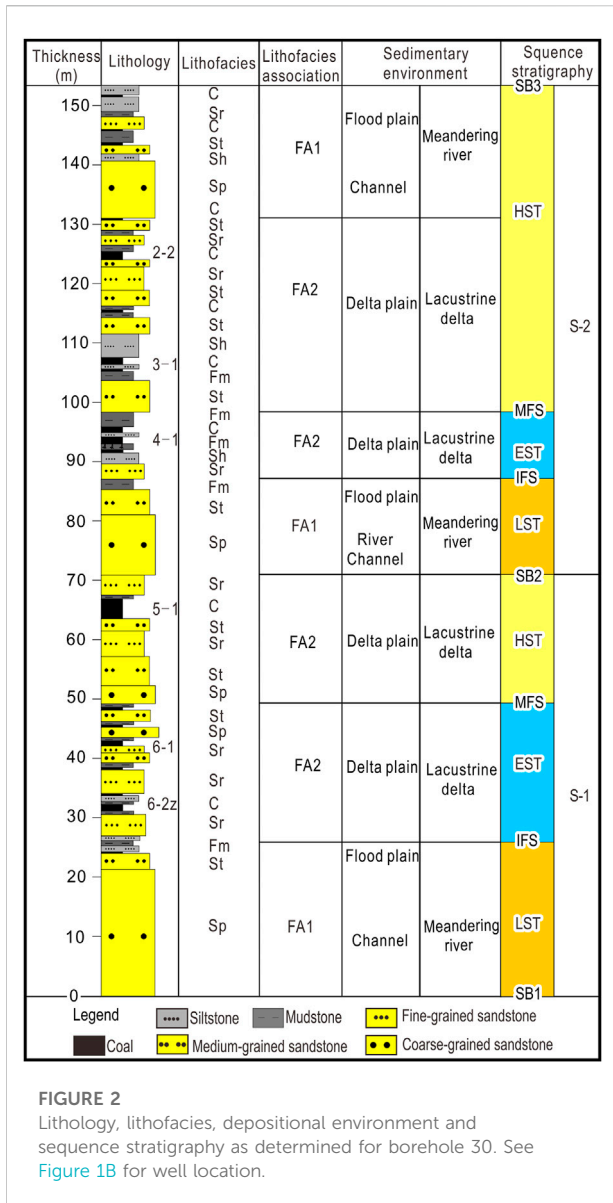 Thickness (m)
Lithology
Lithofacies
Lithofacies association
Sedimentary environment
Squence stratigraphy
150
140
130
120
110
100
90
80
70
60
50
40
30
20
10
0
2-2
3-1
4-1
5-1
6-1
6-2z
C
Sr
C
St
Sh
Sp
C
St
Sr
C
Sr
St
C
St
Sh
C
Fm
St
Fm
C
Fm
Sh
Sr
Fm
St
Sp
Sr
C
St
Sr
St
Sp
St
Sp
Sr
Sr
C
Sr
Fm
St
Sp
FA1
FA2
FA2
FA1
FA2
FA2
FA1
Flood plain
Channel
Delta plain
Delta plain
Flood plain
River
Channel
Delta plain
Delta plain
Flood plain
Channel
Meandering
river
Lacustrine
delta
Lacustrine
delta
Meandering
river
Lacustrine
delta
Lacustrine
delta
Meandering
river
SB3
HST
MFS
EST
IFS
LST
SB2
HST
MFS
EST
IFS
LST
SB1
S-2
S-1
Legend
Siltstone
Mudstone
Fine-grained sandstone
Coal
Medium-grained sandstone
Coarse-grained sandstone
FIGURE 2
Lithology, lithofacies, depositional environment and
sequence stratigraphy as determined for borehole 30. See
Figure 1B for well location.